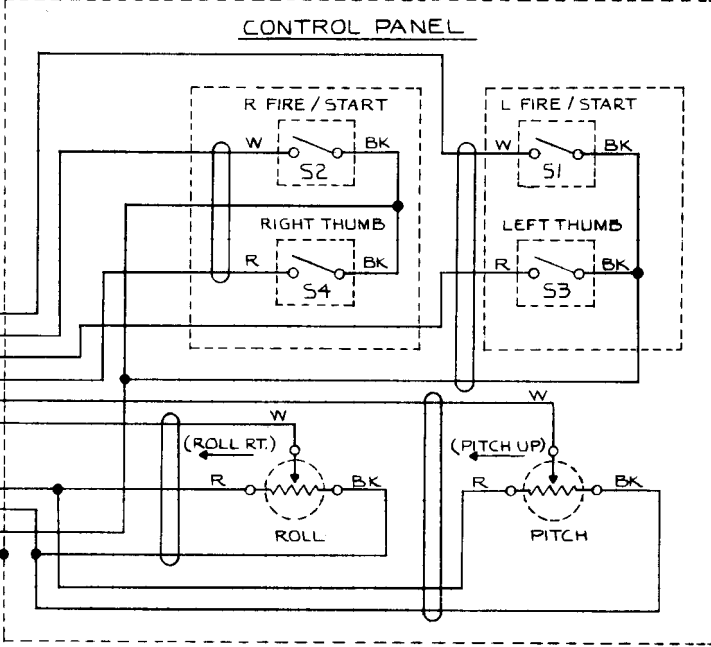 CONTROL PANEL
R FIRE / START
L FIRE / START
W
BK
W
BK
S2
S1
RIGHT THUMB
LEFT THUMB
R
BK
R
BK
S4
S3
W
W
(ROLL RT.)
(PITCH UP)
R
BK
R
BK
ROLL
PITCH